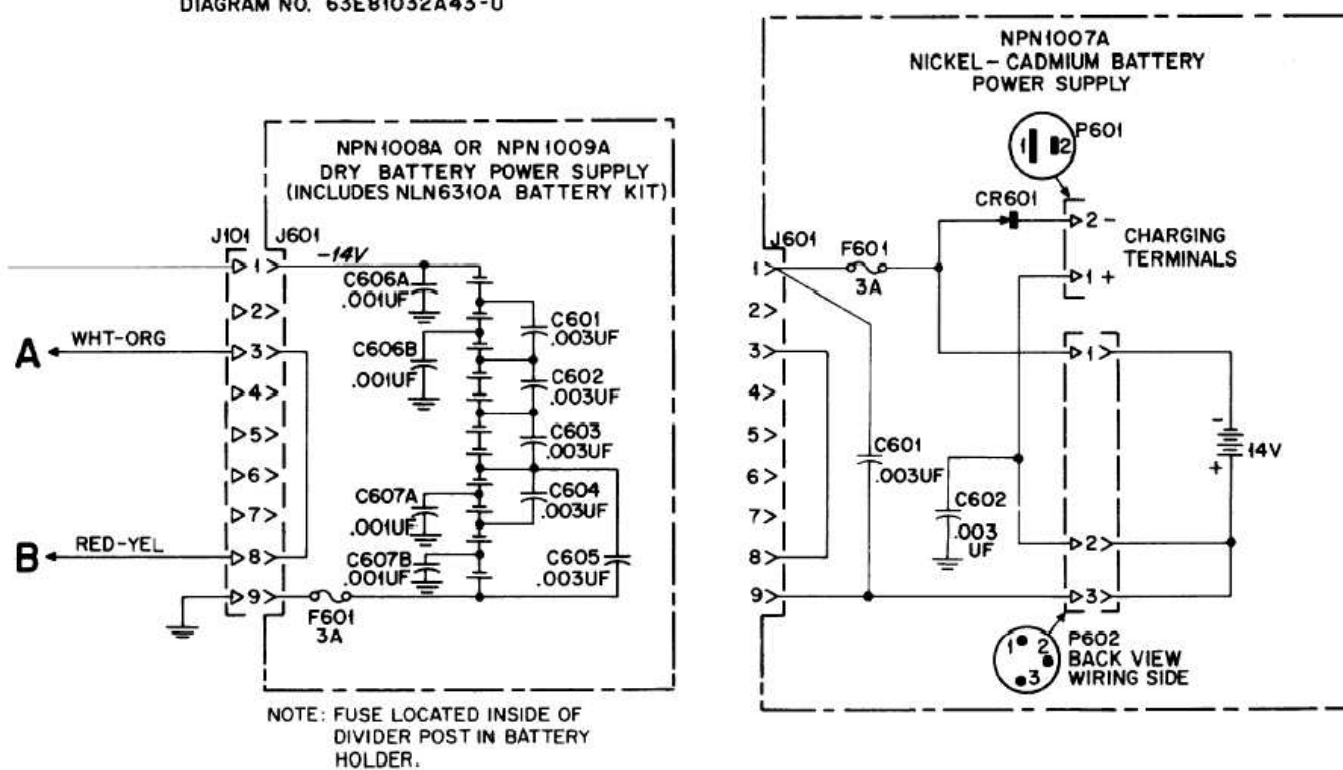 DIAGRAM NO. 63E81032A43-0
NPN1008A OR NPN1009A
DRY BATTERY POWER SUPPLY
(INCLUDES NLN6310A BATTERY KIT)
J101 J601
-14V
1
2
3
4
5
6
7
8
9
A
WHT-ORG
B
RED-YEL
C606A
.001UF
C606B
.001UF
C601
.003UF
C602
.003UF
C603
.003UF
C604
.003UF
C607A
.001UF
C607B
.001UF
C605
.003UF
F601
3A
NOTE: FUSE LOCATED INSIDE OF
DIVIDER POST IN BATTERY
HOLDER.
NPN1007A
NICKEL-CADMIUM BATTERY
POWER SUPPLY
P601
1 2
CR601
2 -
1 +
CHARGING
TERMINALS
J601
1
2
3
4
5
6
7
8
9
F601
3A
C601
.003UF
C602
.003
UF
1
2
3
-
+
14V
P602
BACK VIEW
WIRING SIDE
1 2
3